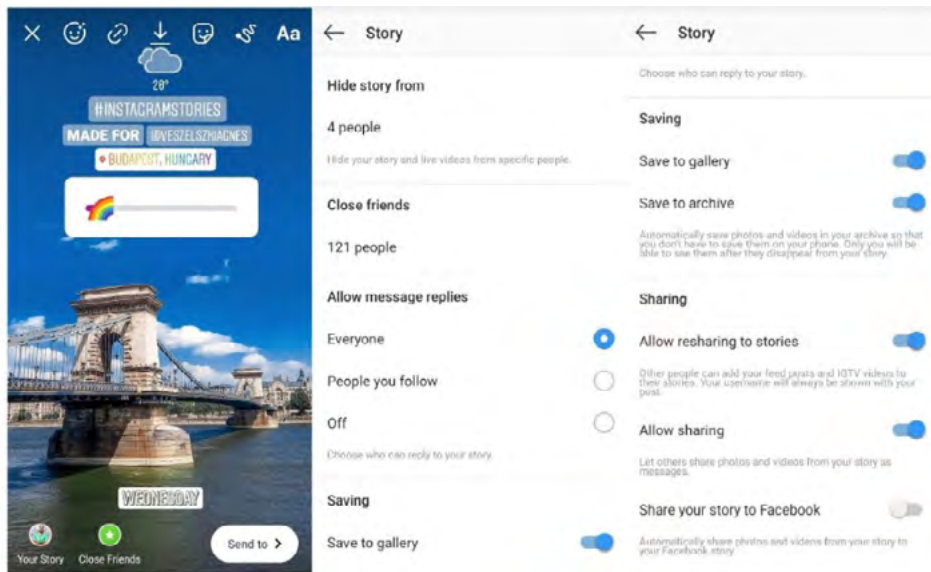 Aa
20°
#INSTAGRAMSTORIES
MADE FOR @VESZELSZKIAGNES
BUDAPEST, HUNGARY
WEDNESDAY
Your Story
Close Friends
Send to >
Story
Hide story from
4 people
Hide your story and live videos from specific people.
Close friends
121 people
Allow message replies
Everyone
People you follow
Off
Choose who can reply to your story.
Saving
Save to gallery
Story
Choose who can reply to your story.
Saving
Save to gallery
Save to archive
Automatically save photos and videos in your archive so that
you don't have to save them on your phone. Only you will be
able to see them after they disappear from your story.
Sharing
Allow resharing to stories
Other people can add your feed posts and IGTV videos to
their stories. Your username will always be shown with your
post.
Allow sharing
Let others share photos and videos from your story as
messages.
Share your story to Facebook
Automatically share photos and videos from your story to
your Facebook story.